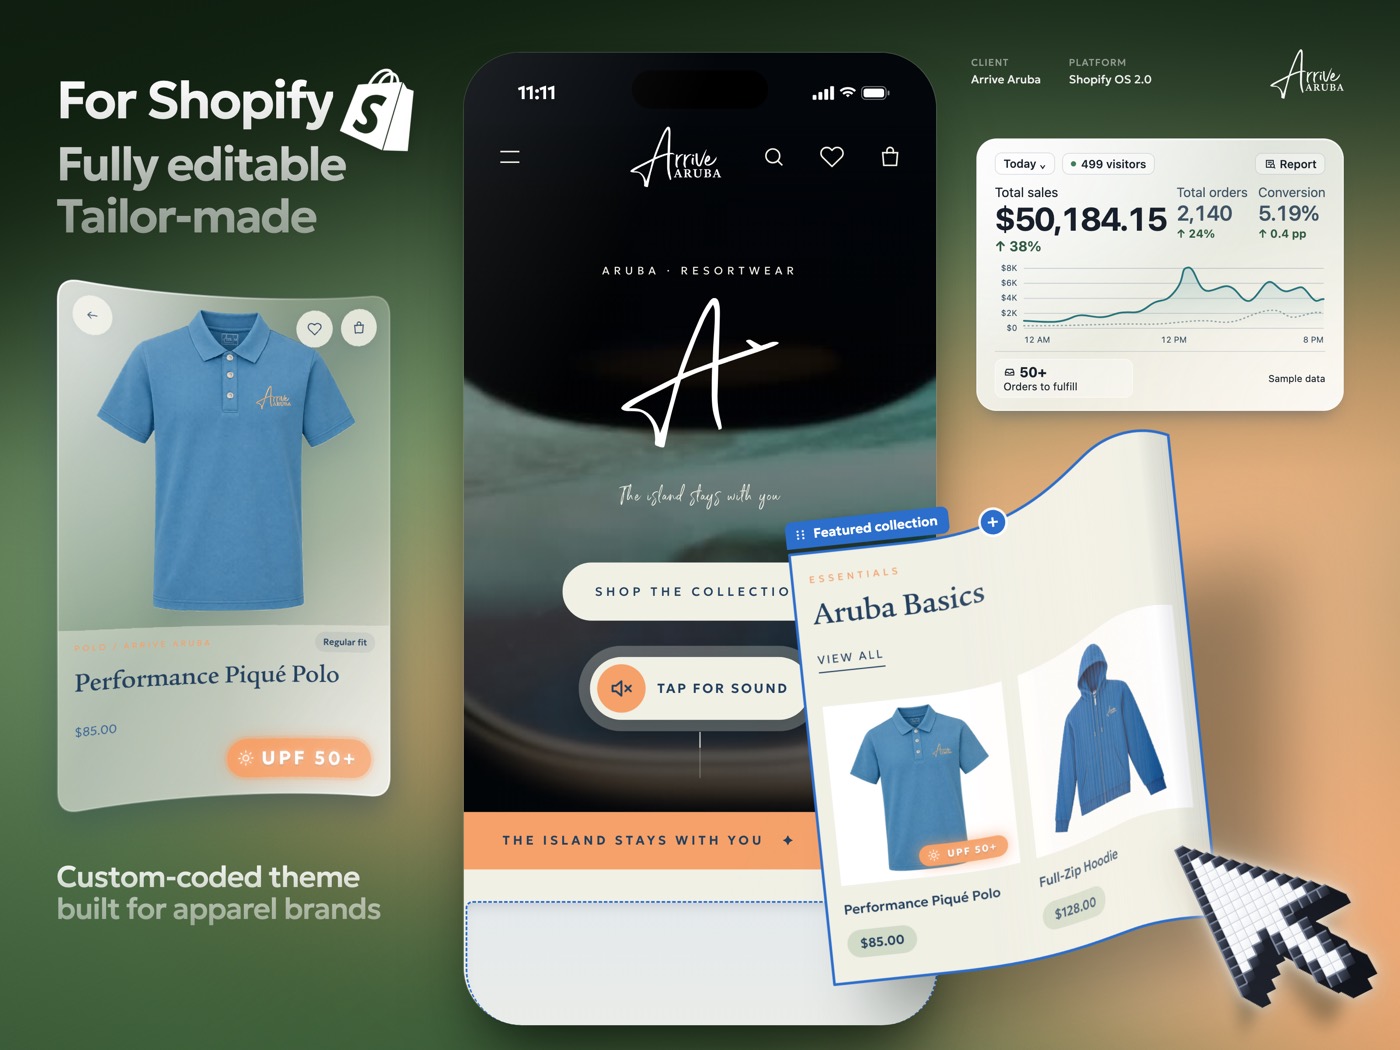 For Shopify
Fully editable
Tailor-made
POLO / ARRIVE ARUBA
Regular fit
Performance Piqué Polo
$85.00
UPF 50+
Custom-coded theme
built for apparel brands
11:11
Arrive
ARUBA
ARUBA · RESORTWEAR
A
The island stays with you
SHOP THE COLLECTIO
TAP FOR SOUND
THE ISLAND STAYS WITH YOU ✦
CLIENT
Arrive Aruba
PLATFORM
Shopify OS 2.0
Arrive
ARUBA
Today
499 visitors
Report
Total sales
$50,184.15
↑ 38%
Total orders
2,140
↑ 24%
Conversion
5.19%
↑ 0.4 pp
$8K
$6K
$4K
$2K
$0
12 AM
12 PM
8 PM
50+
Orders to fulfill
Sample data
Featured collection
ESSENTIALS
Aruba Basics
VIEW ALL
UPF 50+
Performance Piqué Polo
$85.00
Full-Zip Hoodie
$128.00